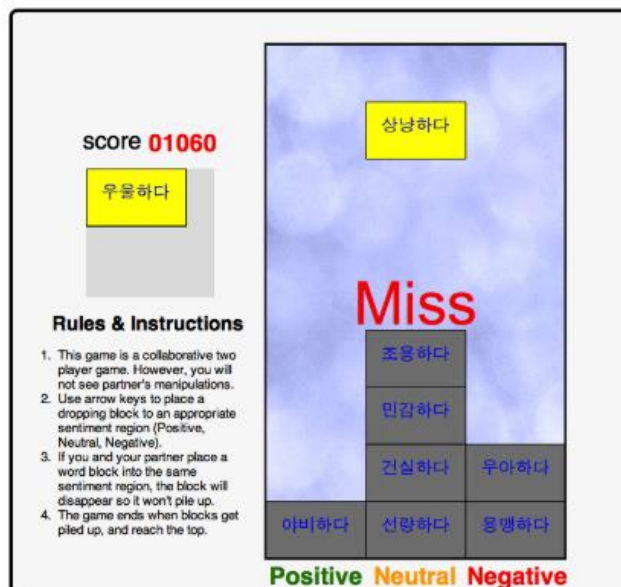 score 01060
우울하다
Rules & Instructions
1. This game is a collaborative two
player game. However, you will
not see partner's manipulations.
2. Use arrow keys to place a
dropping block to an appropriate
sentiment region (Positive,
Neutral, Negative).
3. If you and your partner place a
word block into the same
sentiment region, the block will
disappear so it won't pile up.
4. The game ends when blocks get
piled up, and reach the top.
상냥하다
Miss
조용하다
민감하다
건실하다 우아하다
야비하다 선량하다 용맹하다
Positive Neutral Negative